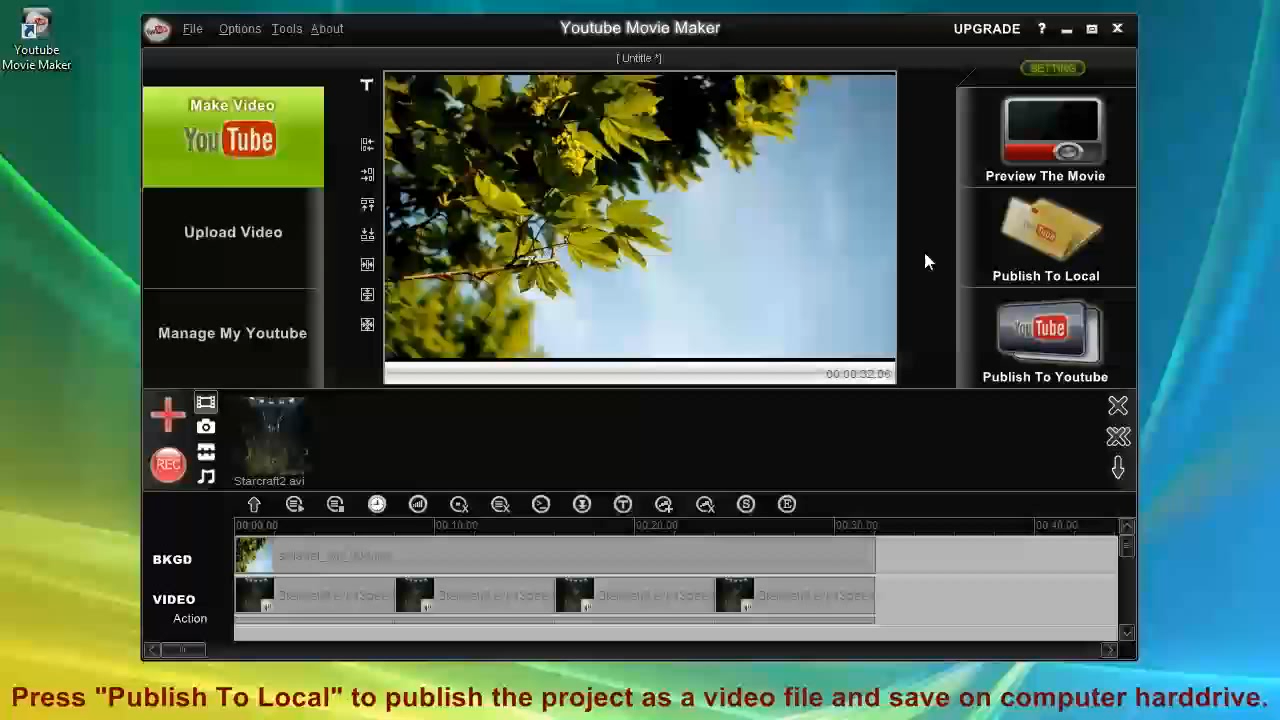 Youtube
Movie Maker
File Options Tools About
Youtube Movie Maker
UPGRADE ?
[ Untitle *]
SETTING
Make Video
YouTube
Upload Video
Manage My Youtube
T
Preview The Movie
YouTube
Publish To Local
YouTube
Publish To Youtube
00:00:32.06
REC
Starcraft2.avi
T S E
00:00.00 00:10.00 00:20.00 00:30.00 00:40.00
BKGD
VIDEO
Action
Press "Publish To Local" to publish the project as a video file and save on computer harddrive.